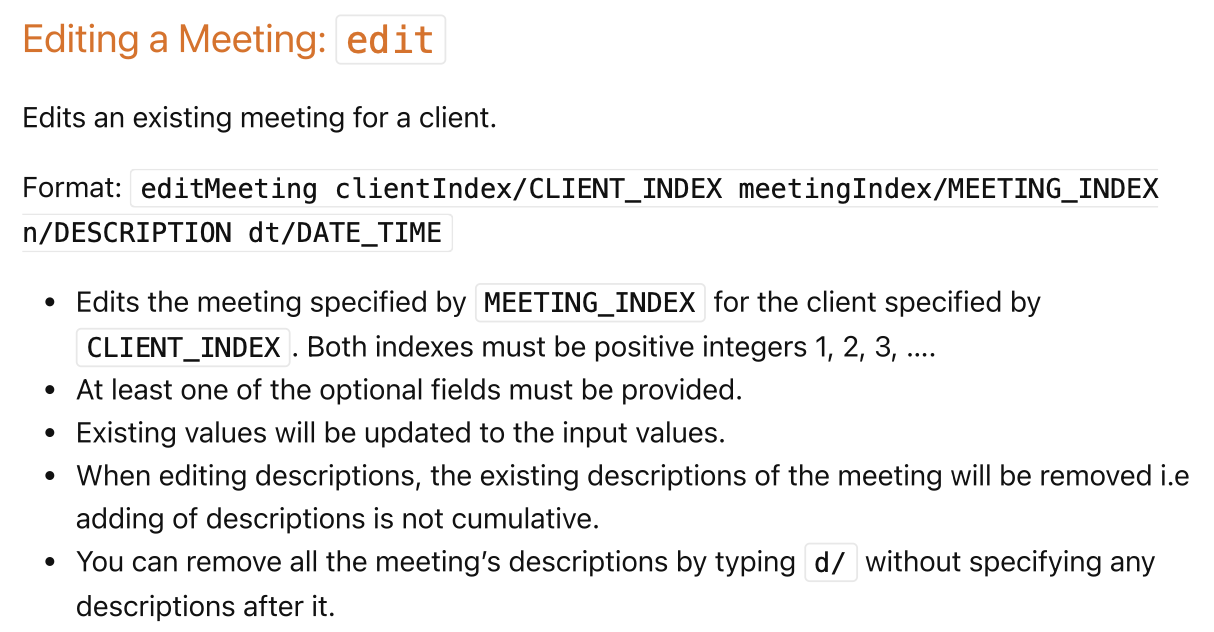 Editing a Meeting: edit
Edits an existing meeting for a client.
Format: editMeeting clientIndex/CLIENT_INDEX meetingIndex/MEETING_INDEX
n/DESCRIPTION dt/DATE_TIME
• Edits the meeting specified by MEETING_INDEX for the client specified by
CLIENT_INDEX. Both indexes must be positive integers 1, 2, 3, ….
• At least one of the optional fields must be provided.
• Existing values will be updated to the input values.
• When editing descriptions, the existing descriptions of the meeting will be removed i.e
adding of descriptions is not cumulative.
• You can remove all the meeting’s descriptions by typing d/ without specifying any
descriptions after it.